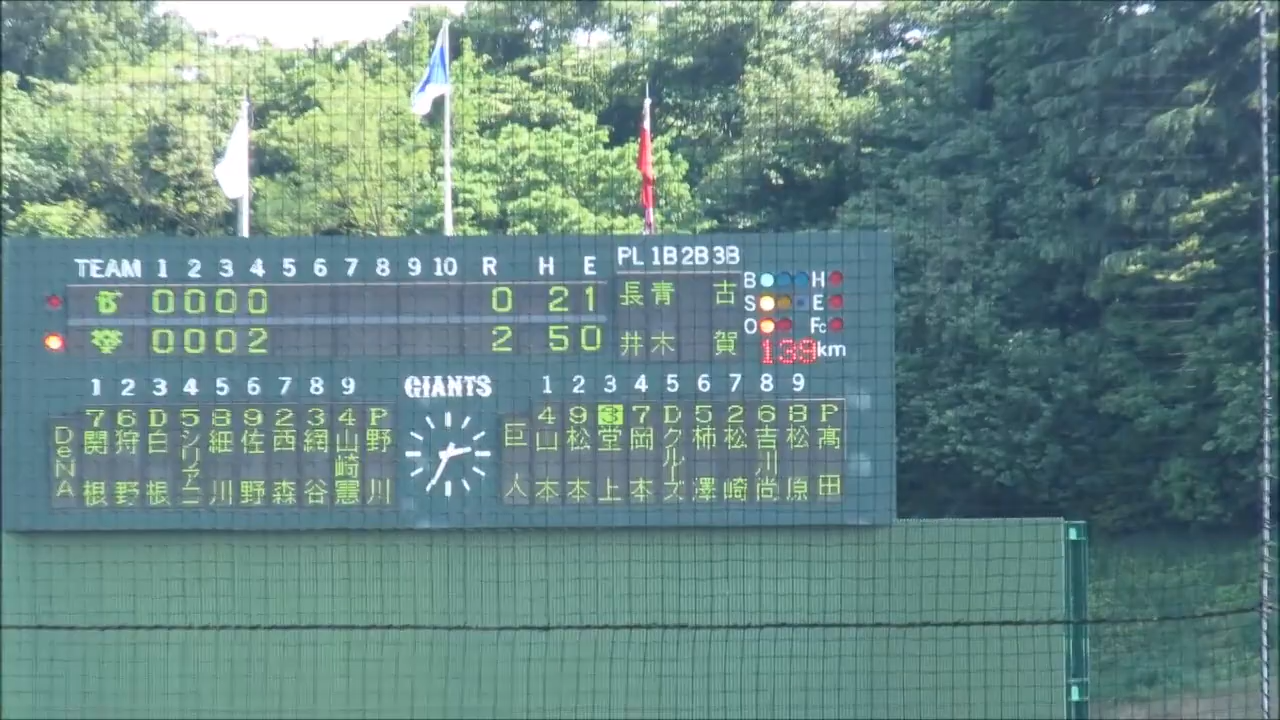 TEAM 1 2 3 4 5 6 7 8 9 10 R H E PL 1B 2B 3B
B H
0 0 0 0 0 2 1 長 青 古
S E
O Fc
0 0 0 2 2 5 0 井 木 賀
139km
1 2 3 4 5 6 7 8 9 GIANTS 1 2 3 4 5 6 7 8 9
7 6 D 5 8 9 2 3 4 P
DeNA 関根 狩野 白根 シリアコ 細川 佐野 西森 網谷 山崎憲 野川
4 9 3 7 D 5 2 6 8 P
巨人 山本 松本 堂上 岡本 クルズ 柿澤 松崎 吉川尚 松原 高田